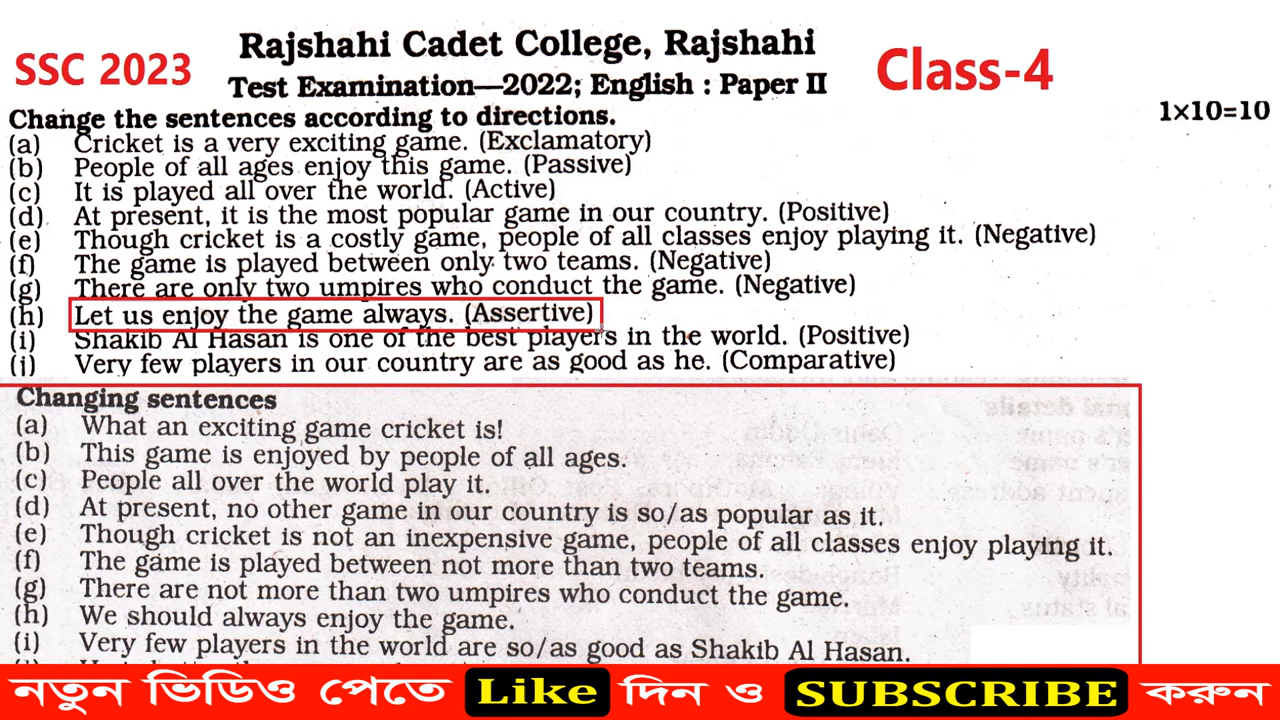 Rajshahi Cadet College, Rajshahi
SSC 2023
Class-4
Test Examination—2022; English : Paper II
Change the sentences according to directions. 1×10=10
(a) Cricket is a very exciting game. (Exclamatory)
(b) People of all ages enjoy this game. (Passive)
(c) It is played all over the world. (Active)
(d) At present, it is the most popular game in our country. (Positive)
(e) Though cricket is a costly game, people of all classes enjoy playing it. (Negative)
(f) The game is played between only two teams. (Negative)
(g) There are only two umpires who conduct the game. (Negative)
(h) Let us enjoy the game always. (Assertive)
(i) Shakib Al Hasan is one of the best players in the world. (Positive)
(j) Very few players in our country are as good as he. (Comparative)
Changing sentences
(a) What an exciting game cricket is!
(b) This game is enjoyed by people of all ages.
(c) People all over the world play it.
(d) At present, no other game in our country is so/as popular as it.
(e) Though cricket is not an inexpensive game, people of all classes enjoy playing it.
(f) The game is played between not more than two teams.
(g) There are not more than two umpires who conduct the game.
(h) We should always enjoy the game.
(i) Very few players in the world are so/as good as Shakib Al Hasan.
নতুন ভিডিও পেতে Like দিন ও SUBSCRIBE করুন